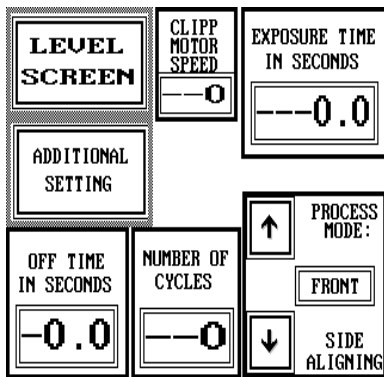 LEVEL
SCREEN
CLIPP
MOTOR
SPEED
--0
EXPOSURE TIME
IN SECONDS
---0.0
ADDITIONAL
SETTING
OFF TIME
IN SECONDS
-0.0
NUMBER OF
CYCLES
--0
PROCESS
MODE:
FRONT
SIDE
ALIGNING